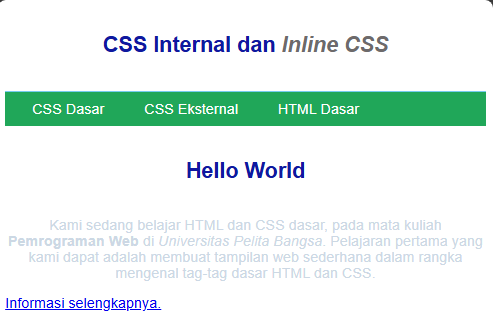 CSS Internal dan Inline CSS
CSS Dasar CSS Eksternal HTML Dasar
Hello World
Kami sedang belajar HTML dan CSS dasar, pada mata kuliah
Pemrograman Web di Universitas Pelita Bangsa. Pelajaran pertama yang
kami dapat adalah membuat tampilan web sederhana dalam rangka
mengenal tag-tag dasar HTML dan CSS.
Informasi selengkapnya.